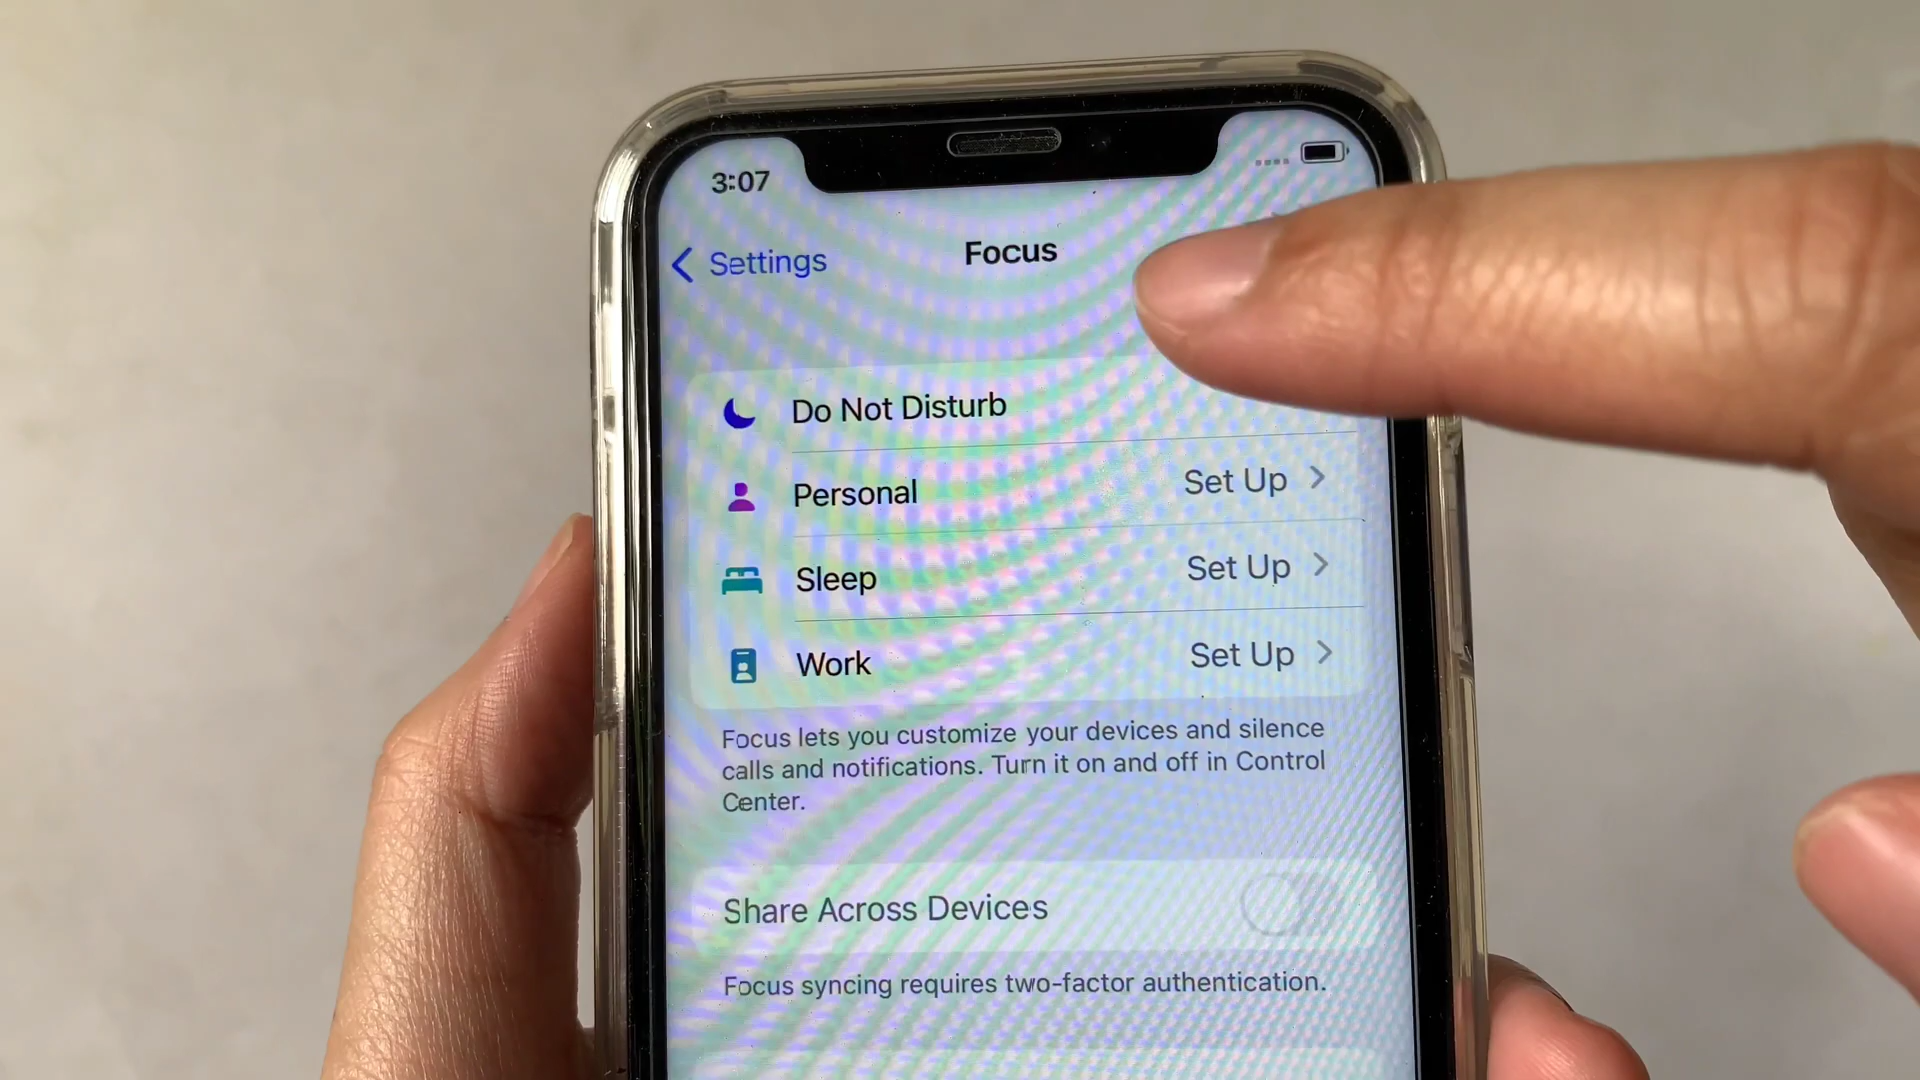 3:07
Settings
Focus
Do Not Disturb
Personal Set Up
Sleep Set Up
Work Set Up
Focus lets you customize your devices and silence
calls and notifications. Turn it on and off in Control
Center.
Share Across Devices
Focus syncing requires two-factor authentication.